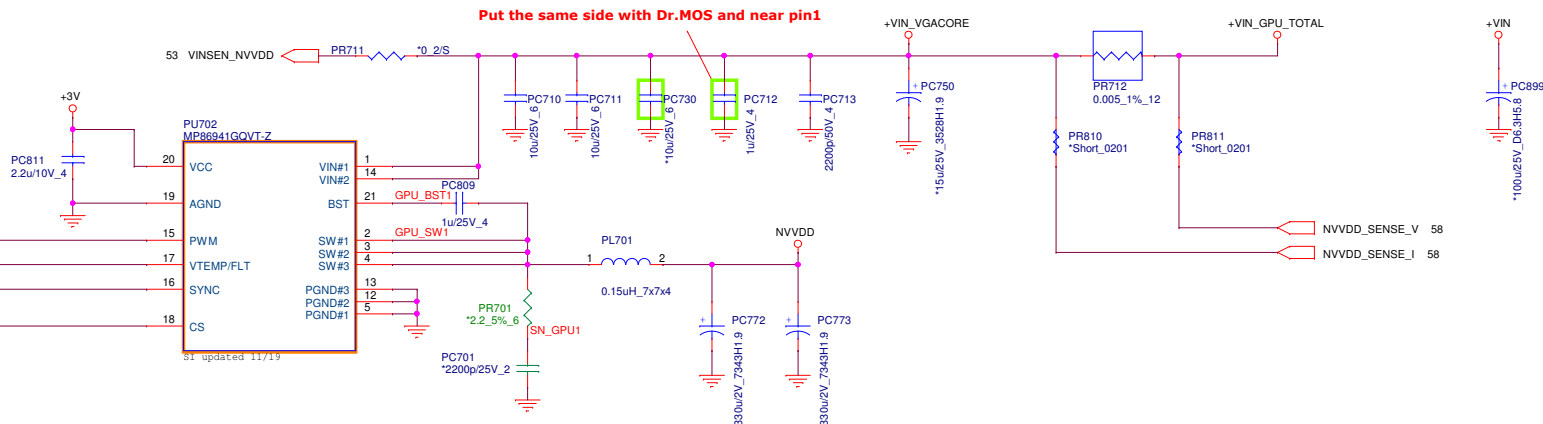 Put the same side with Dr.MOS and near pin1
+VIN_VGACORE
+VIN_GPU_TOTAL
+VIN
53 VINSEN_NVVDD
PR711
*0_2/S
PC710
10u/25V_6
PC711
10u/25V_6
PC730
*10u/25V_6
PC712
1u/25V_4
PC713
2200p/50V_4
PC750
*15u/25V_3528H1.9
PR712
0.005_1%_12
PC899
*100u/25V_D6.3H5.8
PR810
*Short_0201
PR811
*Short_0201
NVVDD_SENSE_V 58
NVVDD_SENSE_I 58
+3V
PC811
2.2u/10V_4
PU702
MP86941GQVT-Z
20 VCC
19 AGND
15 PWM
17 VTEMP/FLT
16 SYNC
18 CS
VIN#1 1
VIN#2 14
BST 21
SW#1 2
SW#2 3
SW#3 4
PGND#3 13
PGND#2 12
PGND#1 5
SI updated 11/19
GPU_BST1
PC809
1u/25V_4
GPU_SW1
PL701
1 2
0.15uH_7x7x4
NVVDD
PR701
*2.2_5%_6
SN_GPU1
PC701
*2200p/25V_2
PC772
330u/2V_7343H1.9
PC773
330u/2V_7343H1.9